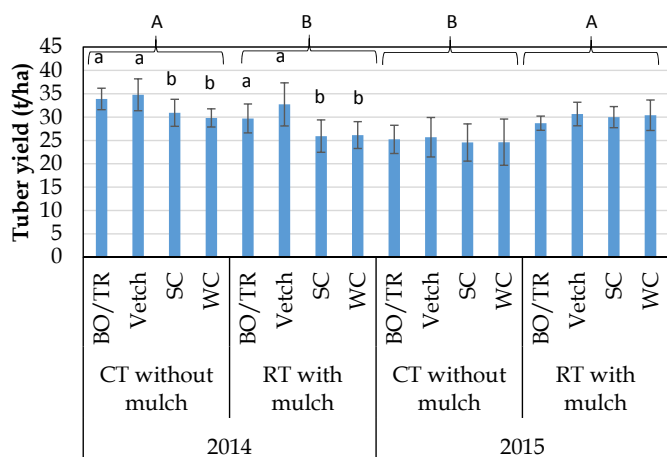 A B B A
45
40
35
30
25
20
15
10
5
0
Tuber yield (t/ha)
a a b b a a b b
BO/TR Vetch SC WC BO/TR Vetch SC WC BO/TR Vetch SC WC BO/TR Vetch SC WC
CT without mulch
RT with mulch
CT without mulch
RT with mulch
2014 2015